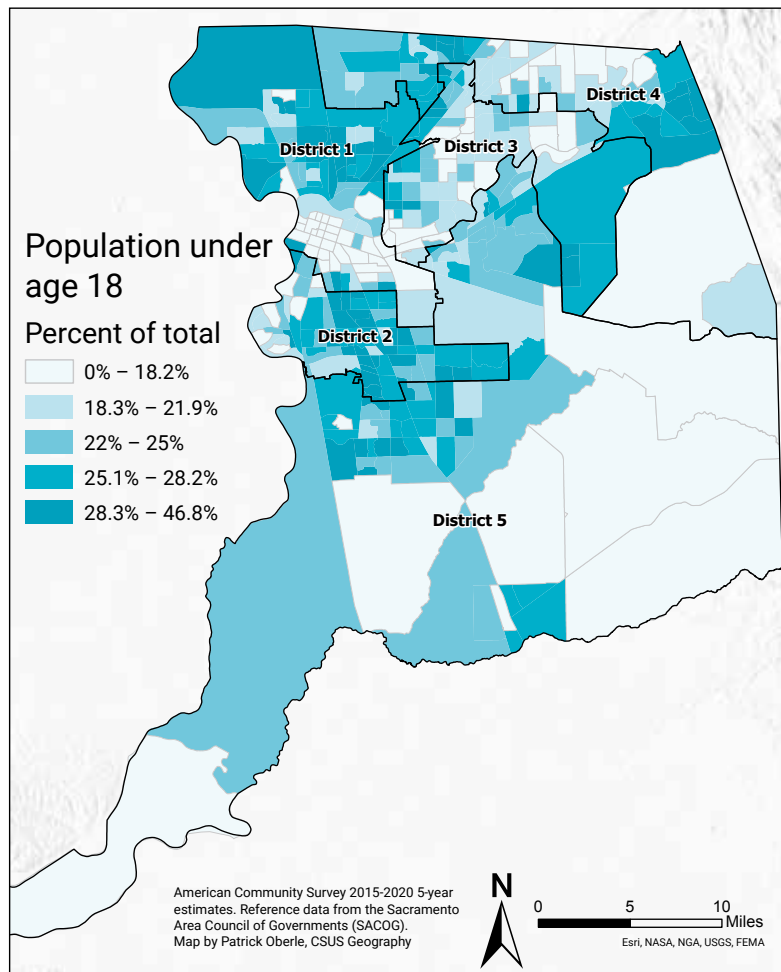 District 4
District 3
District 1
Population under
age 18
Percent of total
0% – 18.2%
18.3% – 21.9%
22% – 25%
25.1% – 28.2%
28.3% – 46.8%
District 2
District 5
American Community Survey 2015-2020 5-year
estimates. Reference data from the Sacramento
Area Council of Governments (SACOG).
Map by Patrick Oberle, CSUS Geography
N
0 5 10
Miles
Esri, NASA, NGA, USGS, FEMA